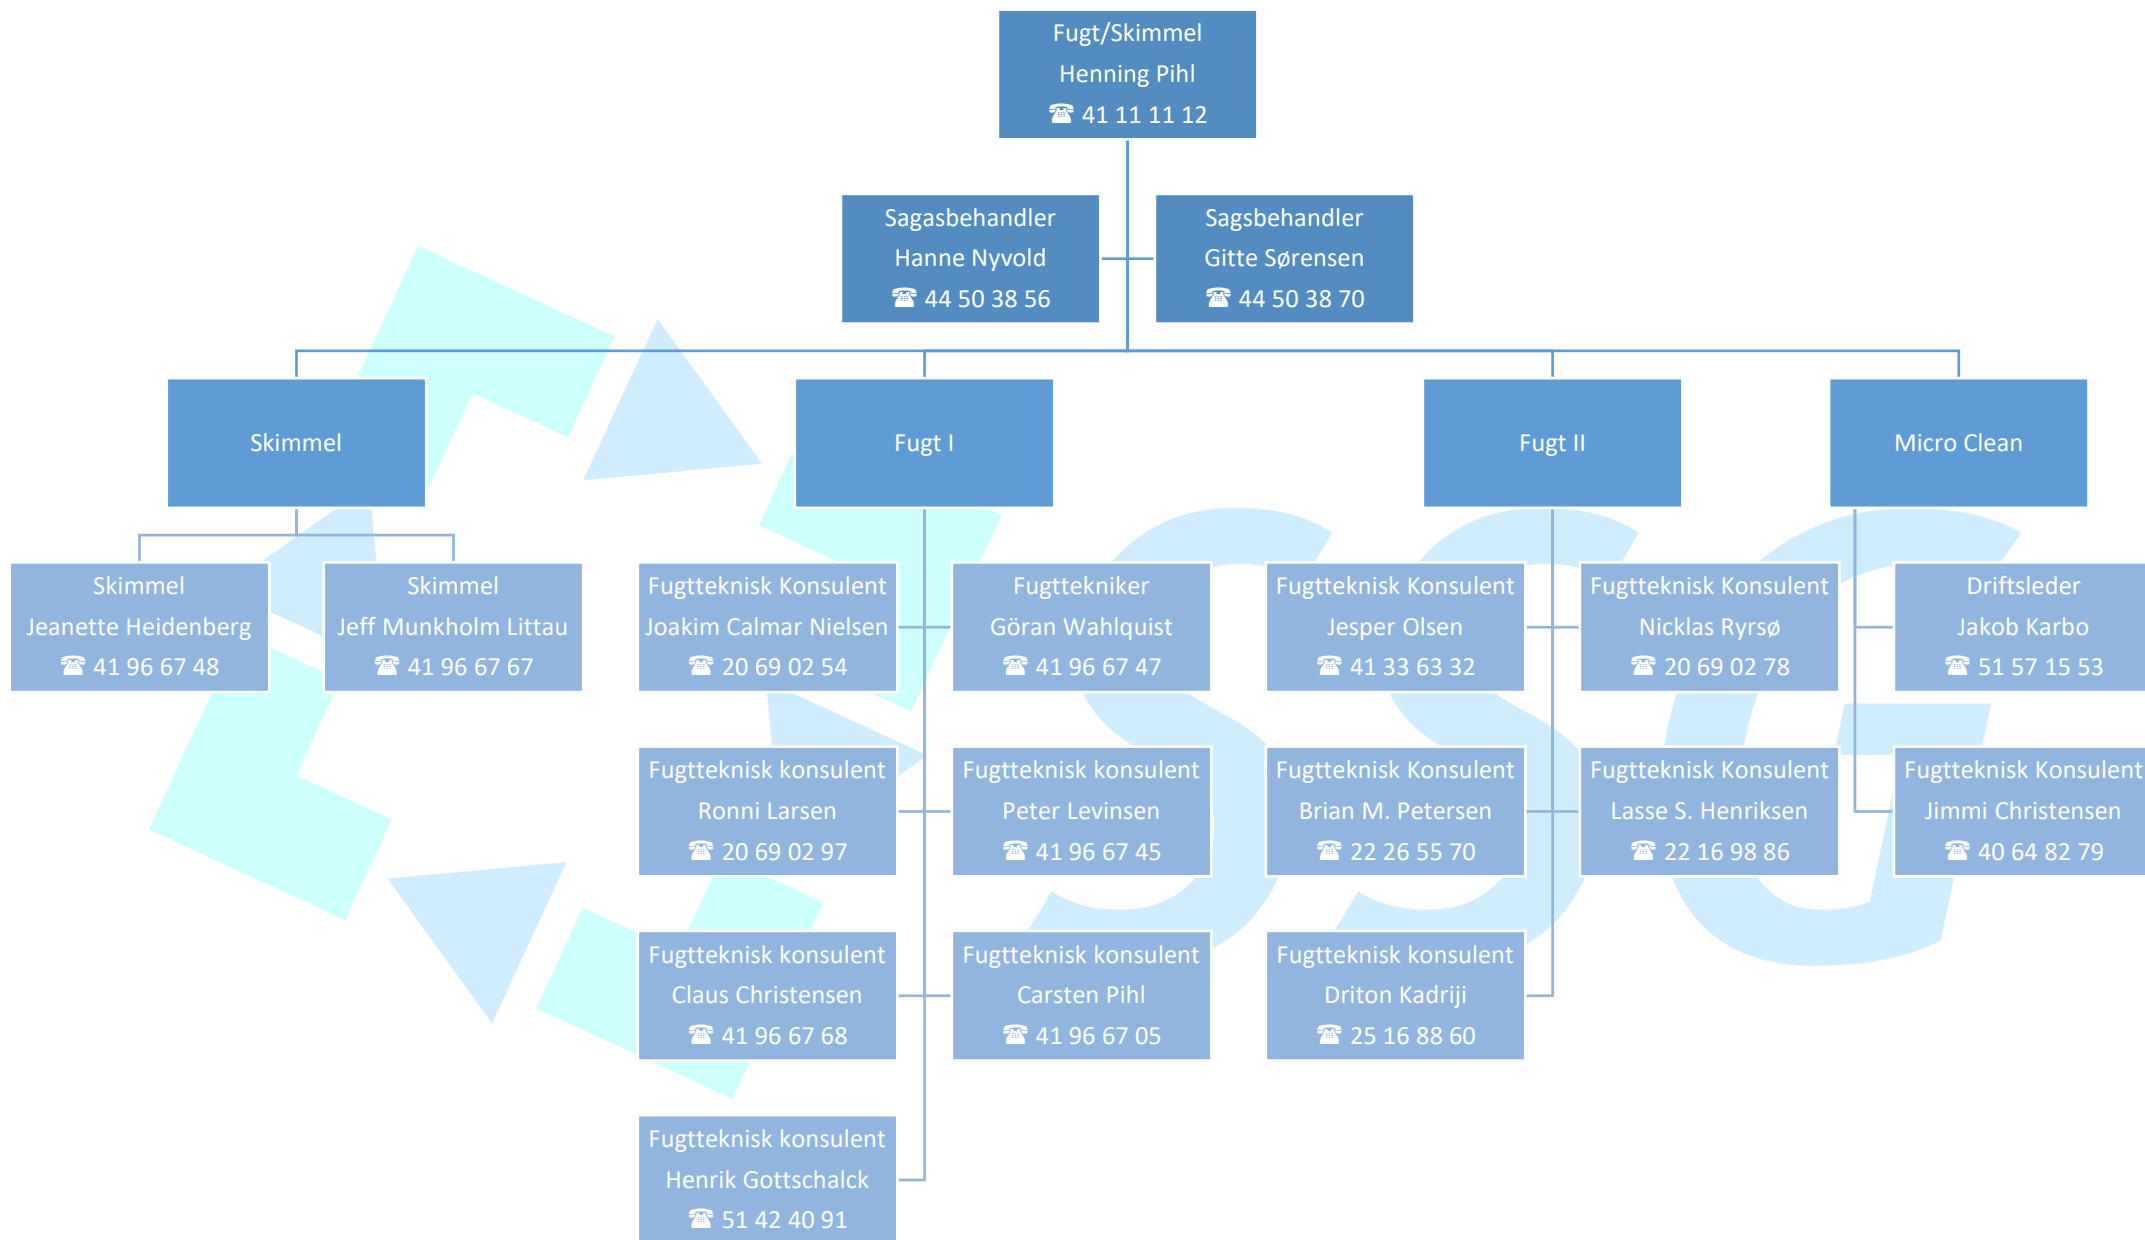 Fugt/Skimmel
Henning Pihl
☎ 41 11 11 12
Sagasbehandler
Hanne Nyvold
☎ 44 50 38 56
Sagsbehandler
Gitte Sørensen
☎ 44 50 38 70
Skimmel
Fugt I
Fugt II
Micro Clean
Skimmel
Jeanette Heidenberg
☎ 41 96 67 48
Skimmel
Jeff Munkholm Littau
☎ 41 96 67 67
Fugtteknisk Konsulent
Joakim Calmar Nielsen
☎ 20 69 02 54
Fugttekniker
Göran Wahlquist
☎ 41 96 67 47
Fugtteknisk Konsulent
Jesper Olsen
☎ 41 33 63 32
Fugtteknisk Konsulent
Nicklas Ryrsø
☎ 20 69 02 78
Driftsleder
Jakob Karbo
☎ 51 57 15 53
Fugtteknisk konsulent
Ronni Larsen
☎ 20 69 02 97
Fugtteknisk konsulent
Peter Levinsen
☎ 41 96 67 45
Fugtteknisk Konsulent
Brian M. Petersen
☎ 22 26 55 70
Fugtteknisk Konsulent
Lasse S. Henriksen
☎ 22 16 98 86
Fugtteknisk Konsulent
Jimmi Christensen
☎ 40 64 82 79
Fugtteknisk konsulent
Claus Christensen
☎ 41 96 67 68
Fugtteknisk konsulent
Carsten Pihl
☎ 41 96 67 05
Fugtteknisk konsulent
Driton Kadriji
☎ 25 16 88 60
Fugtteknisk konsulent
Henrik Gottschalck
☎ 51 42 40 91
SSG